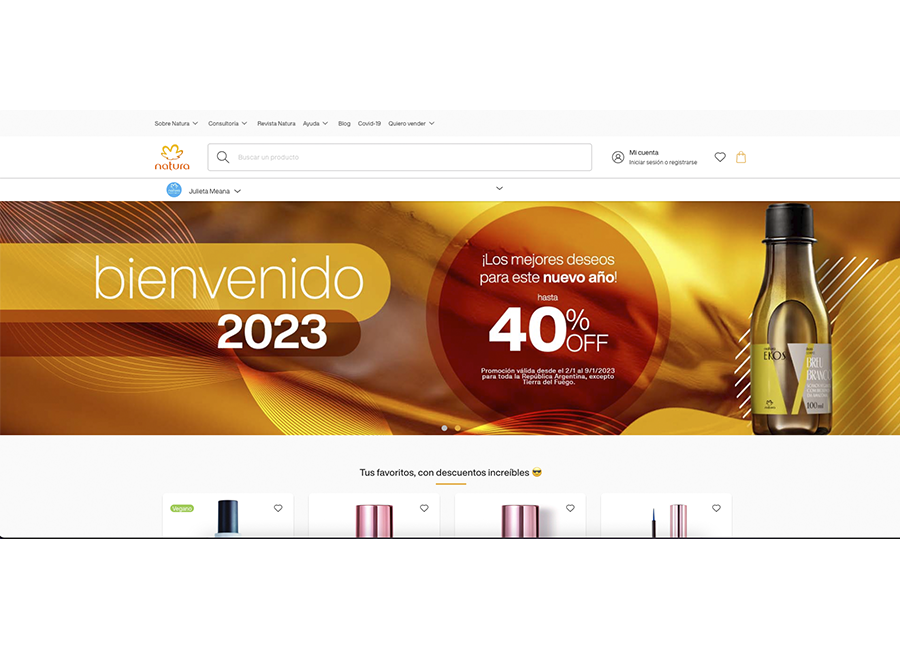 Sobre Natura Consultoría Revista Natura Ayuda Blog Covid-19 Quiero vender
natura
Buscar un producto
Mi cuenta
Iniciar sesión o registrarse
Julieta Meana
bienvenido
2023
¡Los mejores deseos
para este nuevo año!
hasta
40% OFF
Promoción válida desde el 2/1 al 9/1/2023
para toda la República Argentina, excepto
Tierra del Fuego.
EKOS
BREU
BRANCO
100 ml
Tus favoritos, con descuentos increíbles 😎
Vegano